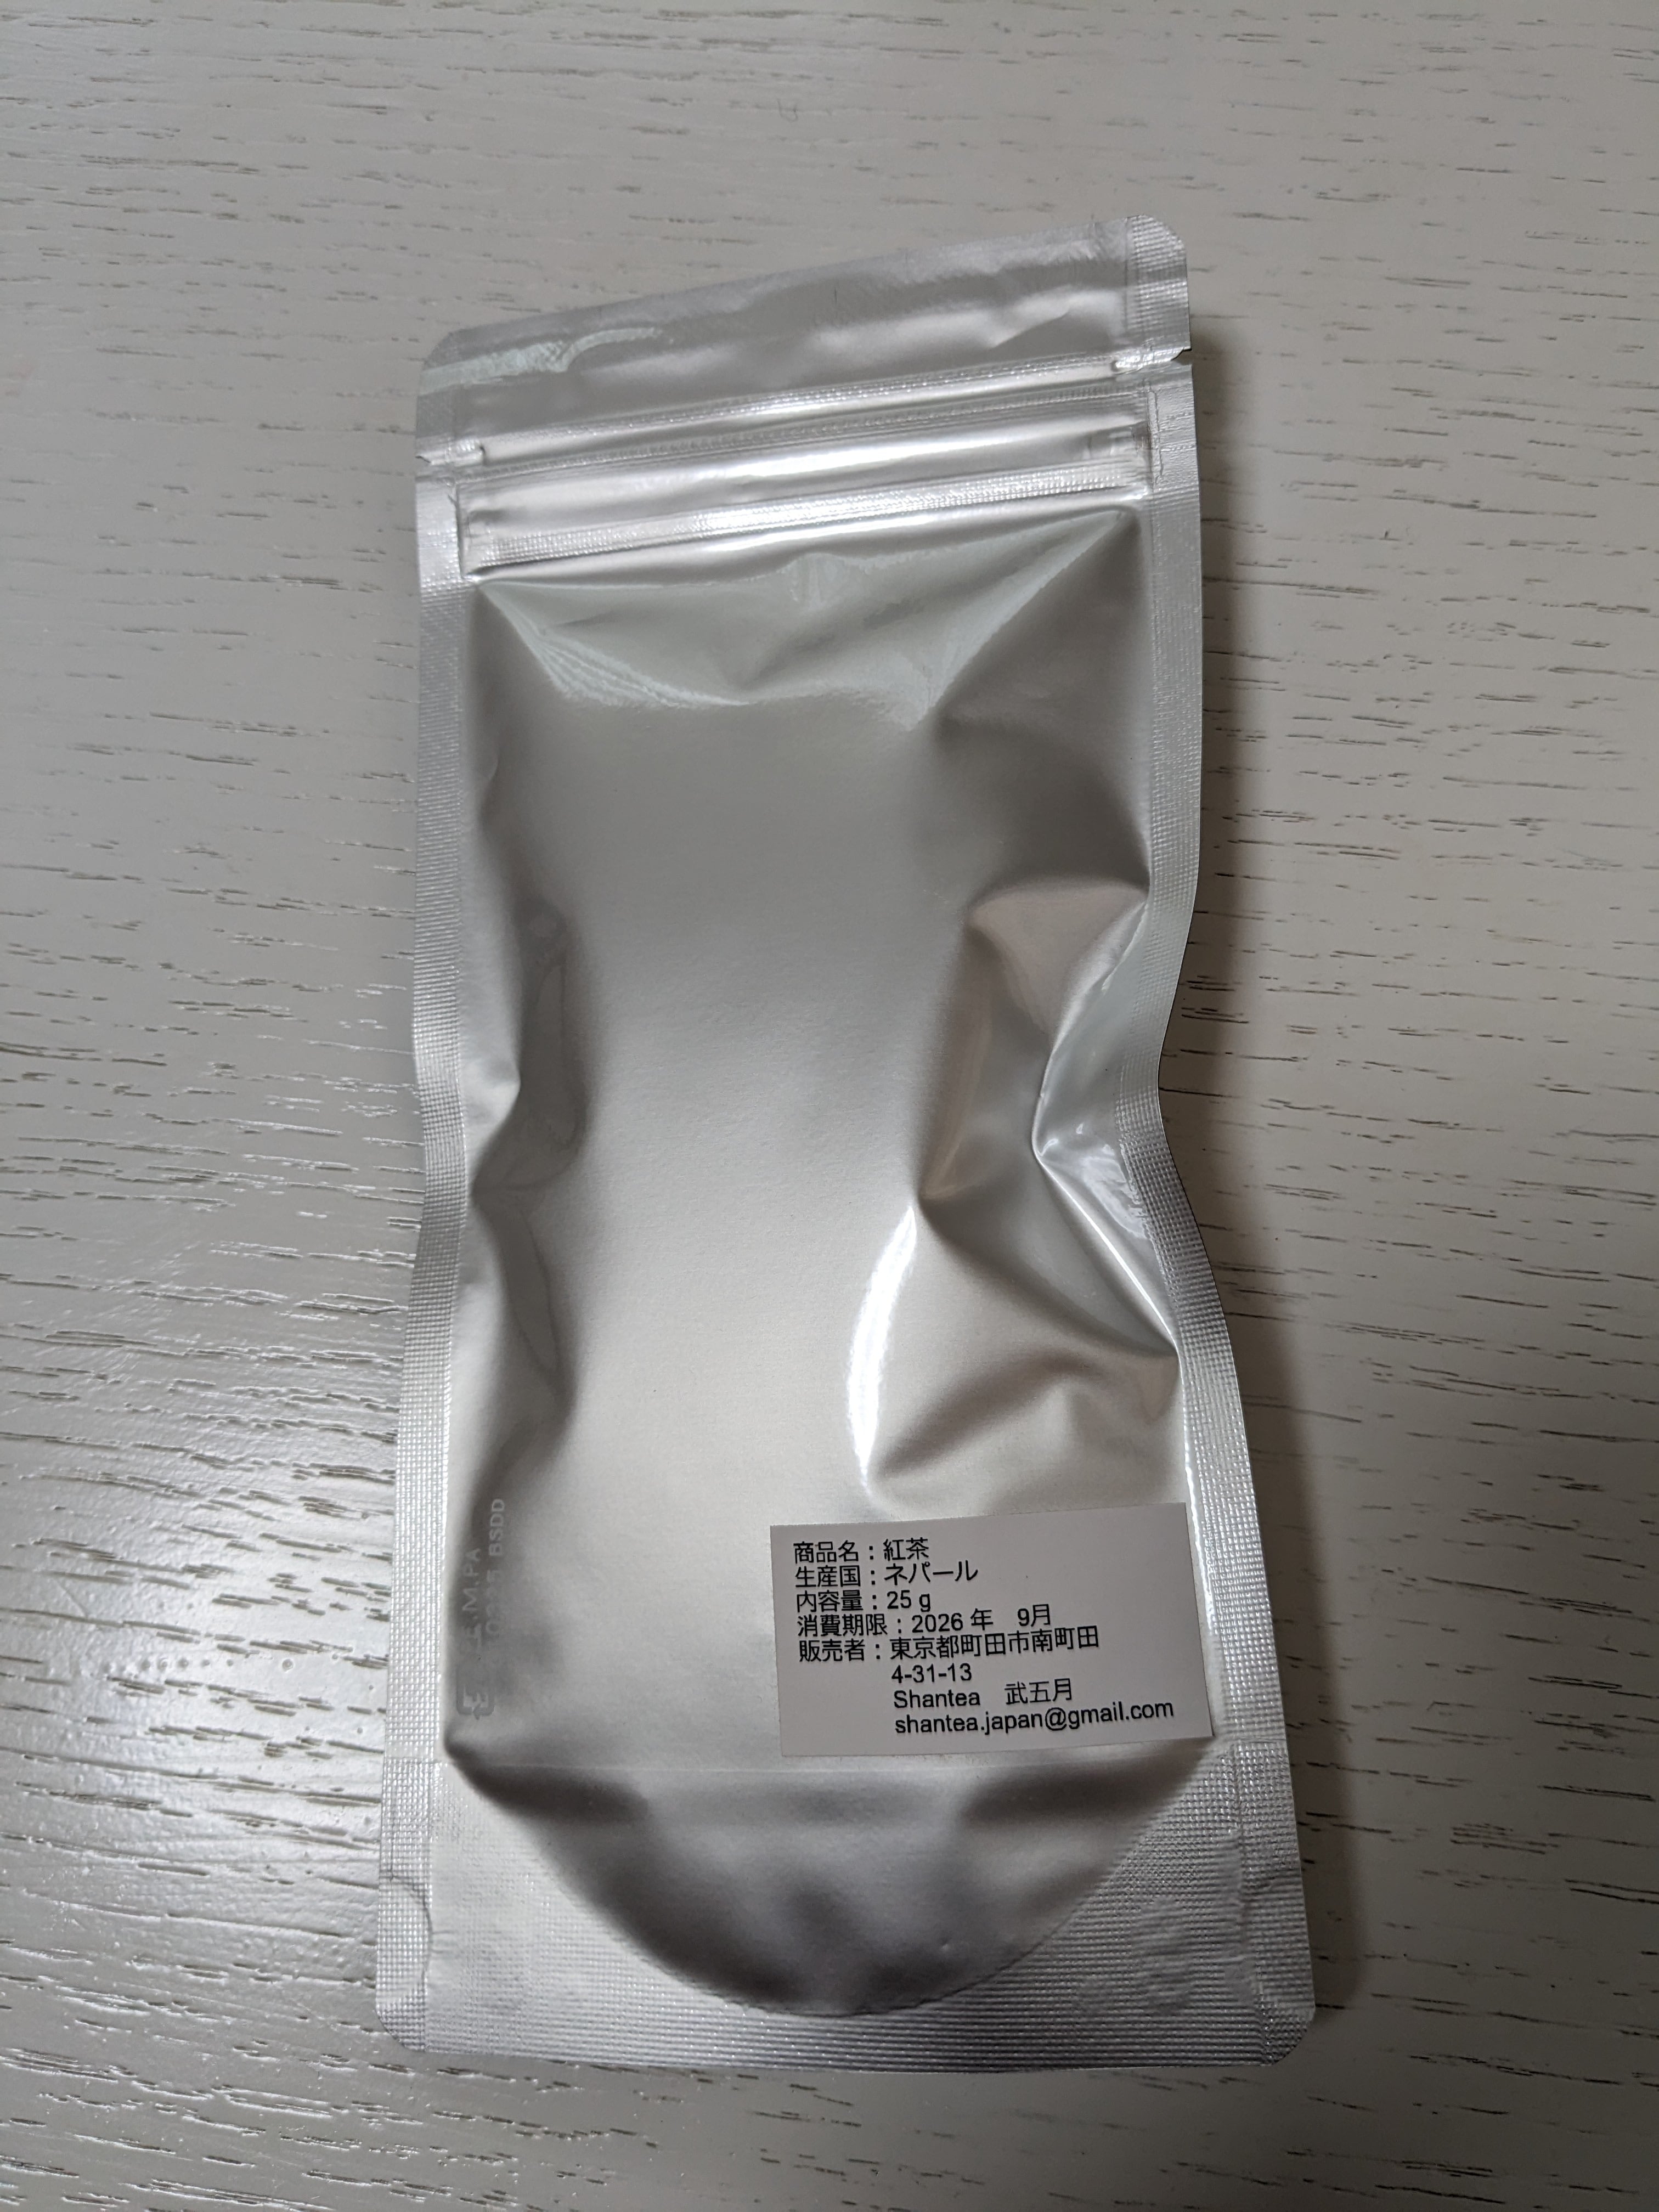 商品名：紅茶
生産国：ネパール
内容量：25 g
消費期限：2026 年　9月
販売者：東京都町田市南町田
4-31-13
Shantea　武五月
shantea.japan@gmail.com
M.PA
BSDD